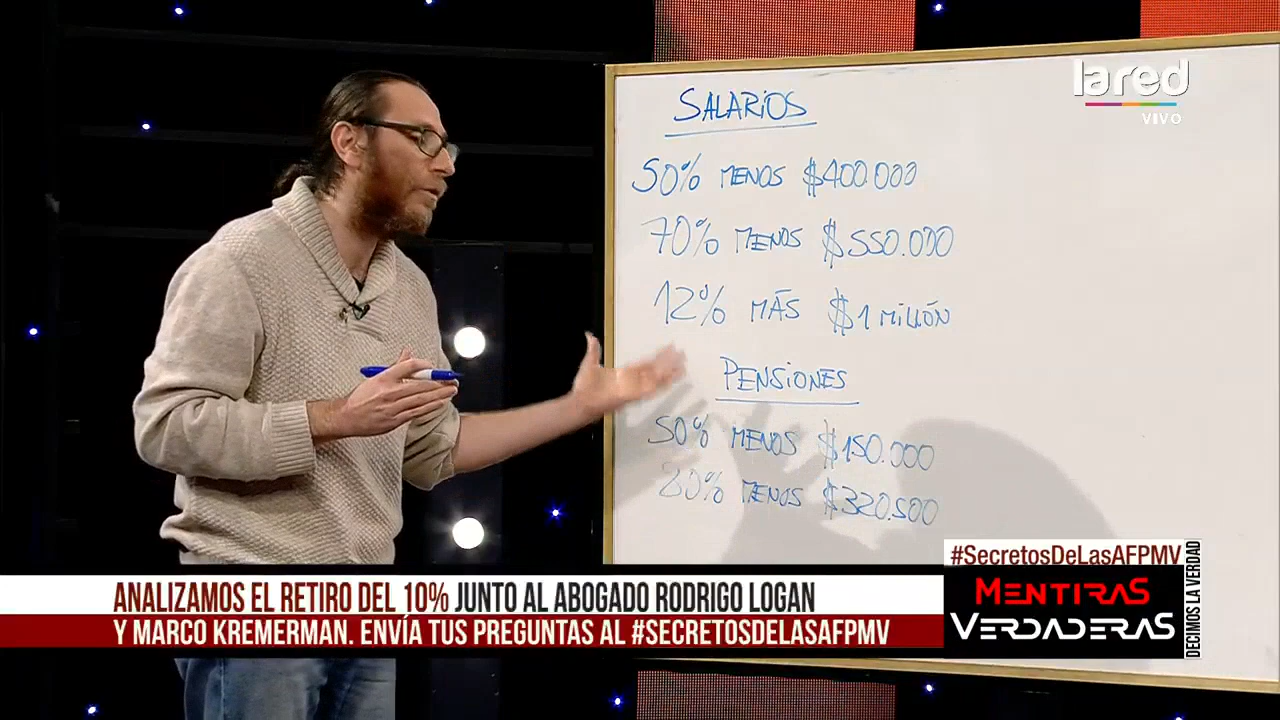 lared
VIVO
SALARIOS
50% MENOS $400.000
70% MENOS $550.000
12% MÁS $1 MILLÓN
PENSIONES
50% MENOS $150.000
80% MENOS $320.500
#SecretosDeLasAFPMV
ANALIZAMOS EL RETIRO DEL 10% JUNTO AL ABOGADO RODRIGO LOGAN
Y MARCO KREMERMAN. ENVÍA TUS PREGUNTAS AL #SECRETOSDELASAFPMV
MENTIRAS
VERDADERAS
DECIMOS LA VERDAD